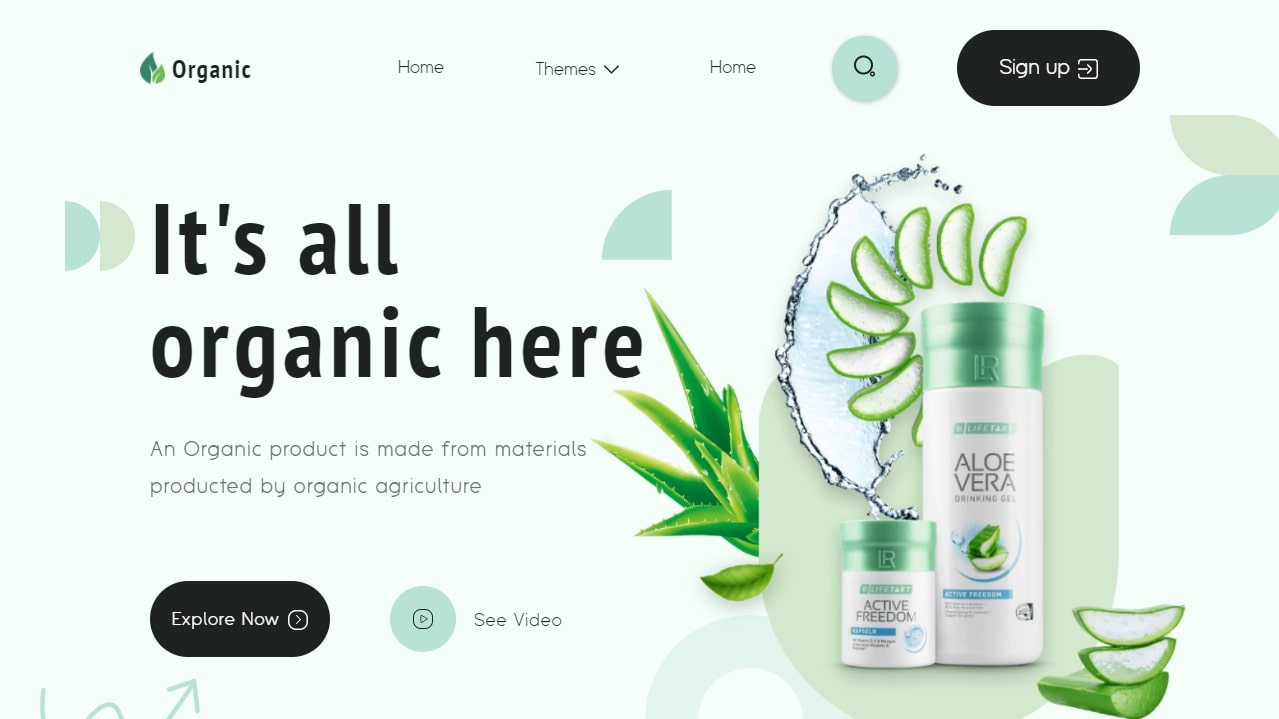 Organic
Home
Themes
Home
Sign up
It's all
organic here
An Organic product is made from materials
producted by organic agriculture
Explore Now
See Video
LR
LIFETAKT
ALOE
VERA
DRINKING GEL
ACTIVE FREEDOM
LR
LIFETAKT
ACTIVE
FREEDOM
KAPSELN